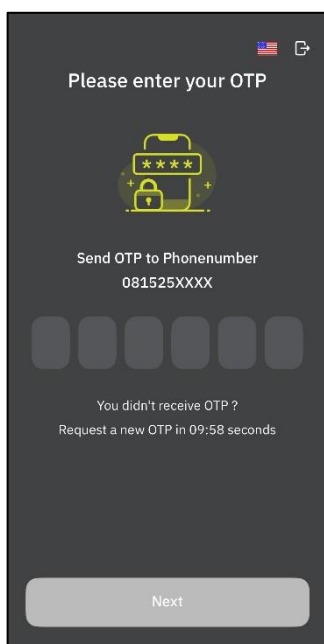 Please enter your OTP
****
Send OTP to Phonenumber
081525XXXX
You didn't receive OTP ?
Request a new OTP in 09:58 seconds
Next